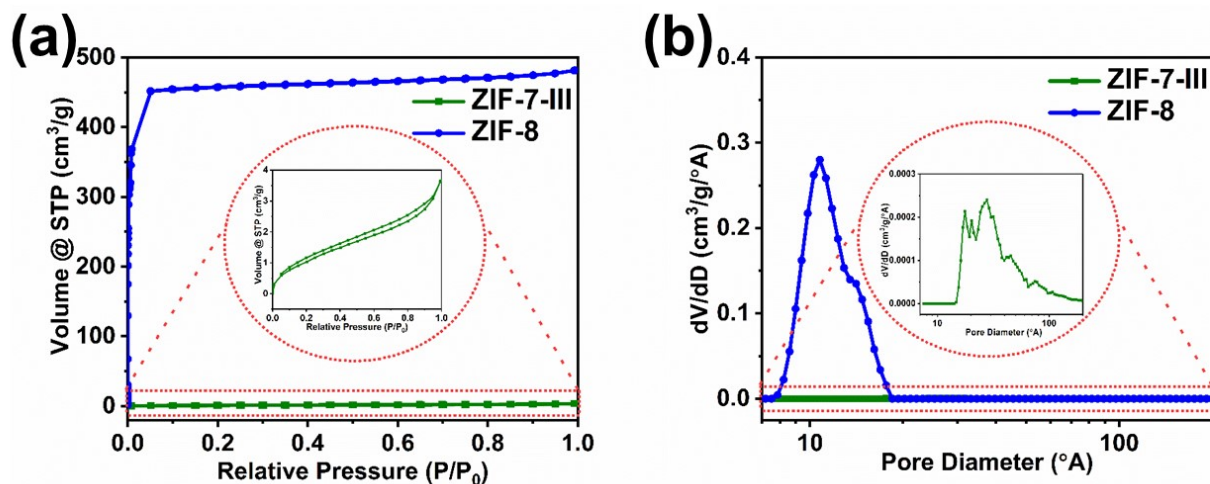 (a)
Volume @ STP (cm³/g)
500
400
300
200
100
0
0.0 0.2 0.4 0.6 0.8 1.0
Relative Pressure (P/P₀)
ZIF-7-III
ZIF-8
Volume @ STP (cm³/g)
4
3
2
1
0
0.0 0.2 0.4 0.6 0.8 1.0
Relative Pressure (P/P₀)
(b)
dV/dD (cm³/g/°A)
0.4
0.3
0.2
0.1
0.0
10 100
Pore Diameter (°A)
ZIF-7-III
ZIF-8
dV/dD (cm³/g/°A)
0.0003
0.0002
0.0001
0.0000
10 100
Pore Diameter (°A)